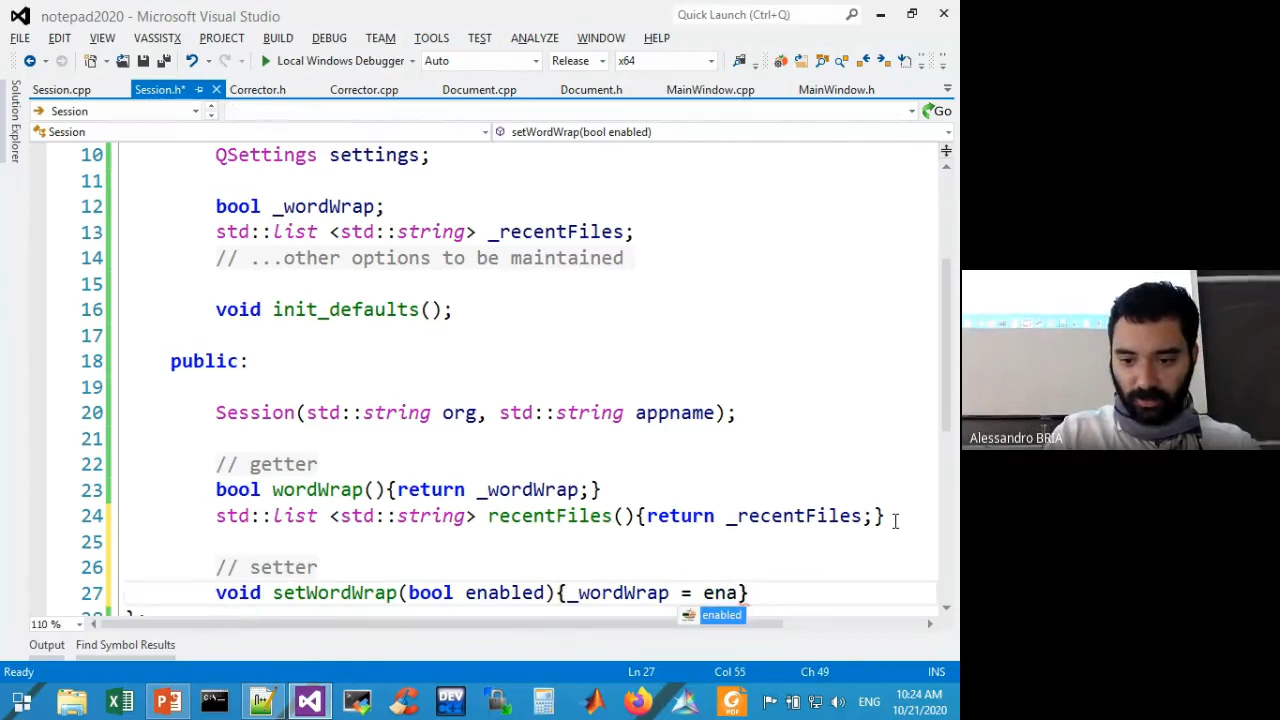 notepad2020 - Microsoft Visual Studio
Quick Launch (Ctrl+Q)
FILE EDIT VIEW VASSISTX PROJECT BUILD DEBUG TEAM TOOLS TEST ANALYZE WINDOW HELP
Local Windows Debugger Auto Release x64
Solution Explorer
Session.cpp Session.h* Corrector.h Corrector.cpp Document.cpp Document.h MainWindow.cpp MainWindow.h
Session Go
Session setWordWrap(bool enabled)
10 QSettings settings;
11
12 bool _wordWrap;
13 std::List <std::string> _recentFiles;
14 // ...other options to be maintained
15
16 void init_defaults();
17
18 public:
19
20 Session(std::string org, std::string appname);
21
22 // getter
23 bool wordWrap(){return _wordWrap;}
24 std::List <std::string> recentFiles(){return _recentFiles;}
25
26 // setter
27 void setWordWrap(bool enabled){_wordWrap = ena}
enabled
110 %
Output Find Symbol Results
Ready Ln 27 Col 55 Ch 49 INS
DEV C++ PDF ENG 10:24 AM
10/21/2020
Alessandro BRIA